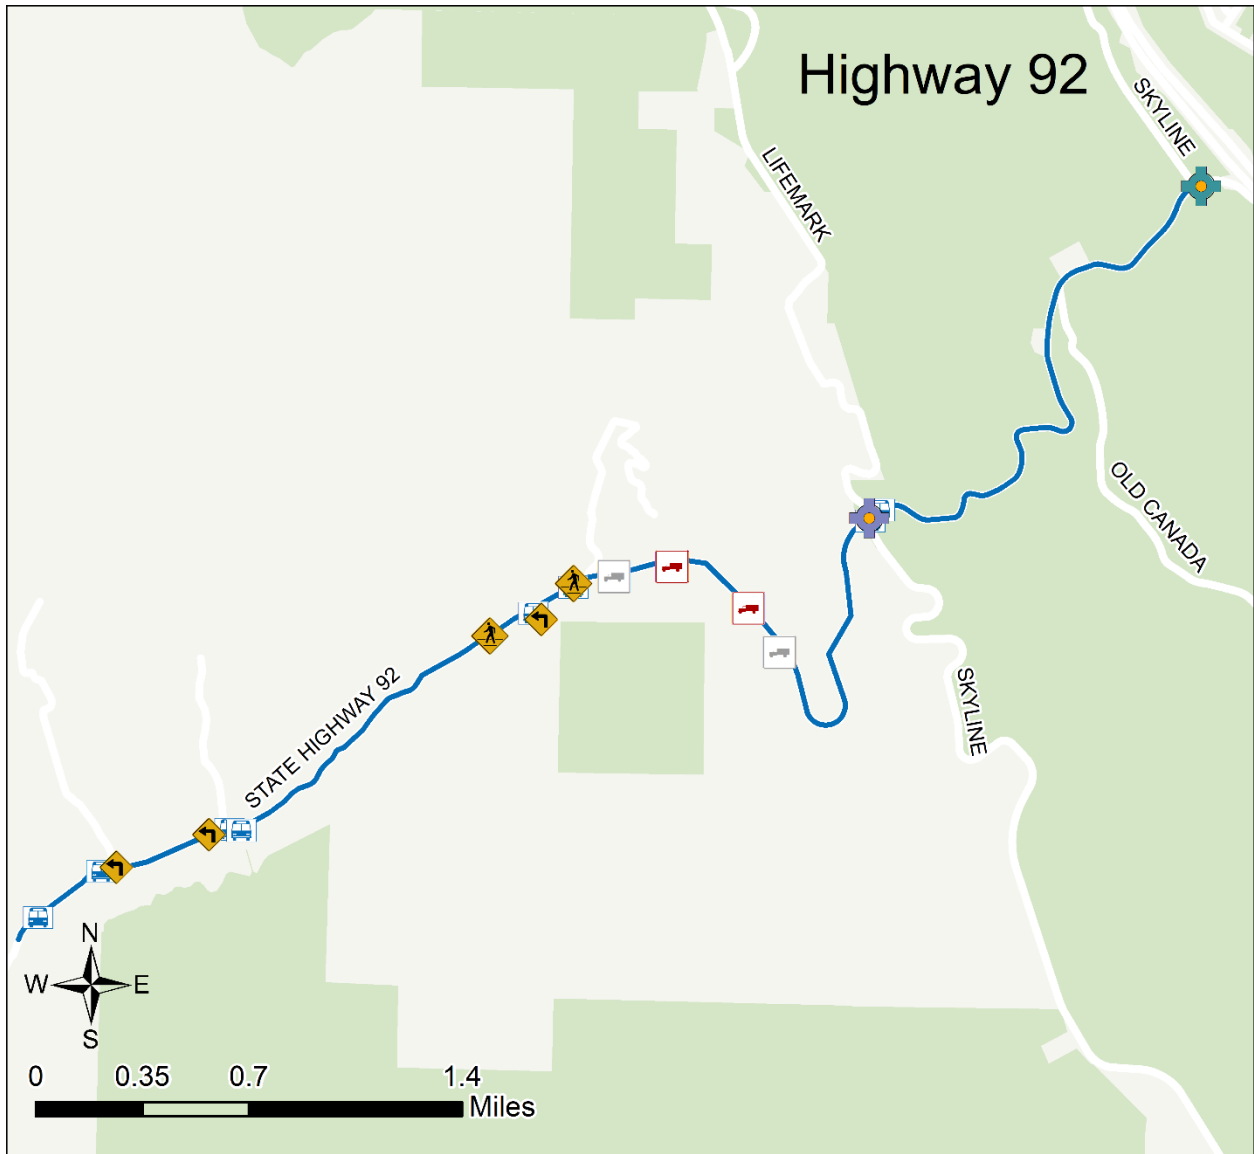 Highway 92
SKYLINE
LIFEMARK
OLD CANADA
SKYLINE
STATE HIGHWAY 92
N
W E
S
0 0.35 0.7 1.4
Miles